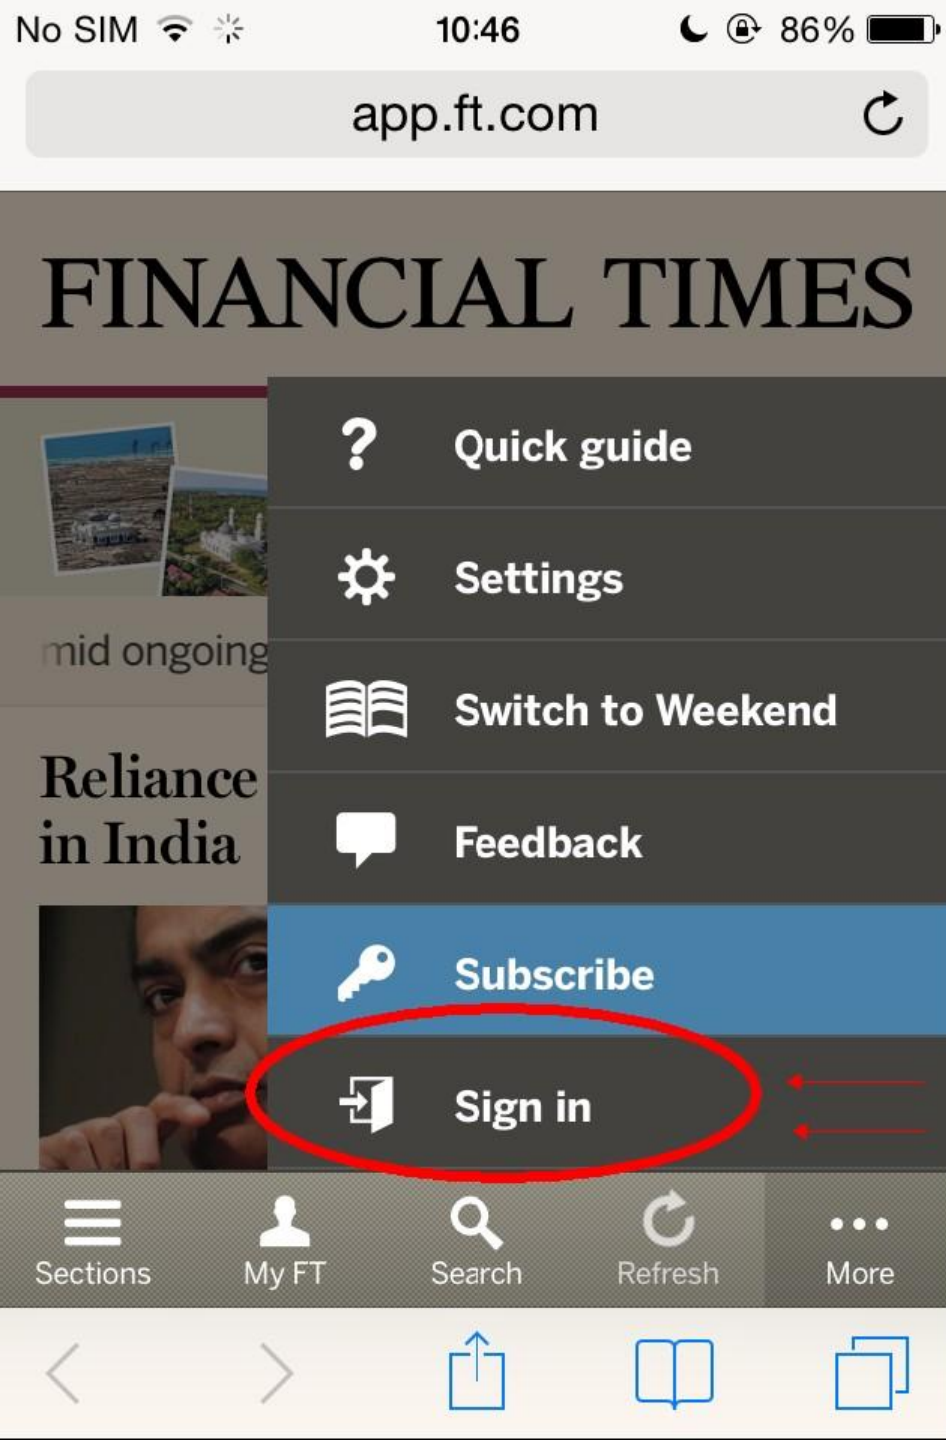 No SIM 10:46 86%
app.ft.com
FINANCIAL TIMES
? Quick guide
Settings
mid ongoing
Switch to Weekend
Reliance
in India
Feedback
Subscribe
Sign in
Sections My FT Search Refresh More